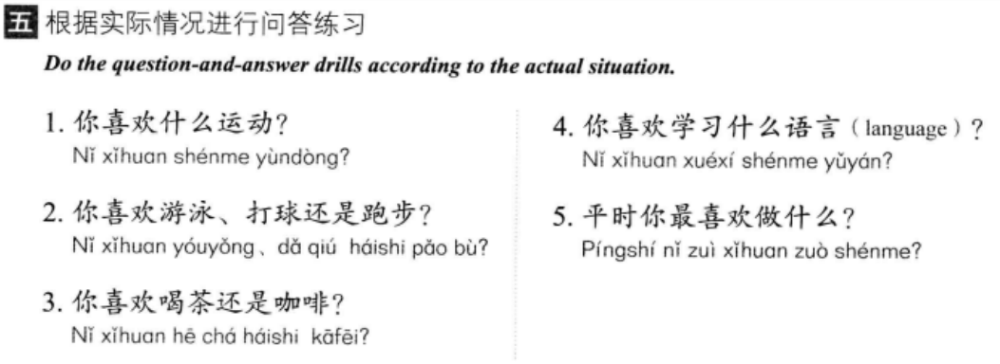 五 根据实际情况进行问答练习
Do the question-and-answer drills according to the actual situation.
1. 你喜欢什么运动?
Nǐ xǐhuan shénme yùndòng?
2. 你喜欢游泳、打球还是跑步?
Nǐ xǐhuan yóuyǒng、dǎ qiú háishi pǎo bù?
3. 你喜欢喝茶还是咖啡?
Nǐ xǐhuan hē chá háishi kāfēi?
4. 你喜欢学习什么语言（language）?
Nǐ xǐhuan xuéxí shénme yǔyán?
5. 平时你最喜欢做什么?
Píngshí nǐ zuì xǐhuan zuò shénme?